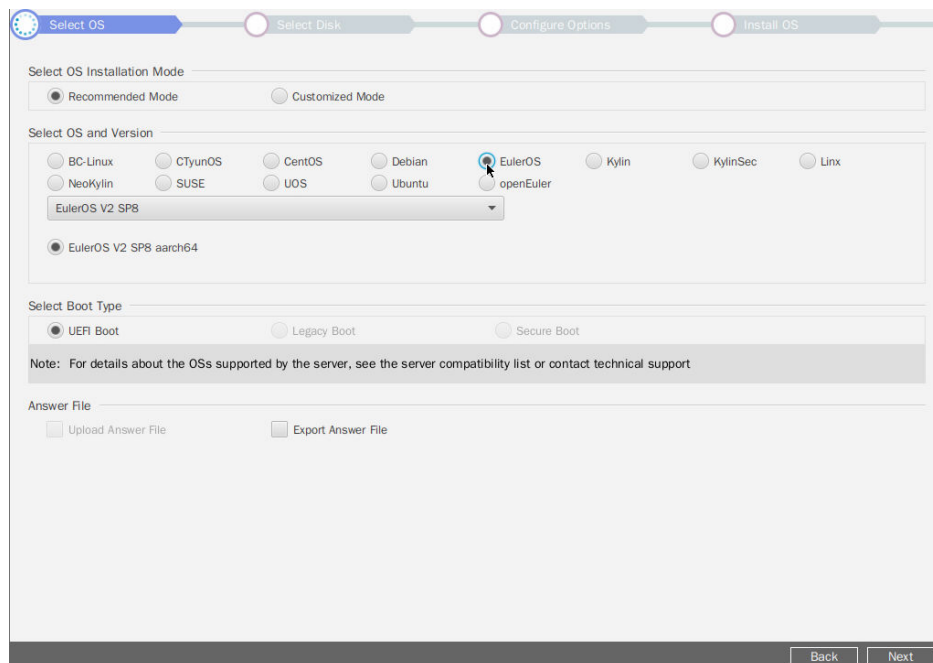 Select OS Select Disk Configure Options Install OS
Select OS Installation Mode
Recommended Mode Customized Mode
Select OS and Version
BC-Linux CTyunOS CentOS Debian EulerOS Kylin KylinSec Linx
NeoKylin SUSE UOS Ubuntu openEuler
EulerOS V2 SP8
EulerOS V2 SP8 aarch64
Select Boot Type
UEFI Boot Legacy Boot Secure Boot
Note: For details about the OSs supported by the server, see the server compatibility list or contact technical support
Answer File
Upload Answer File Export Answer File
Back Next